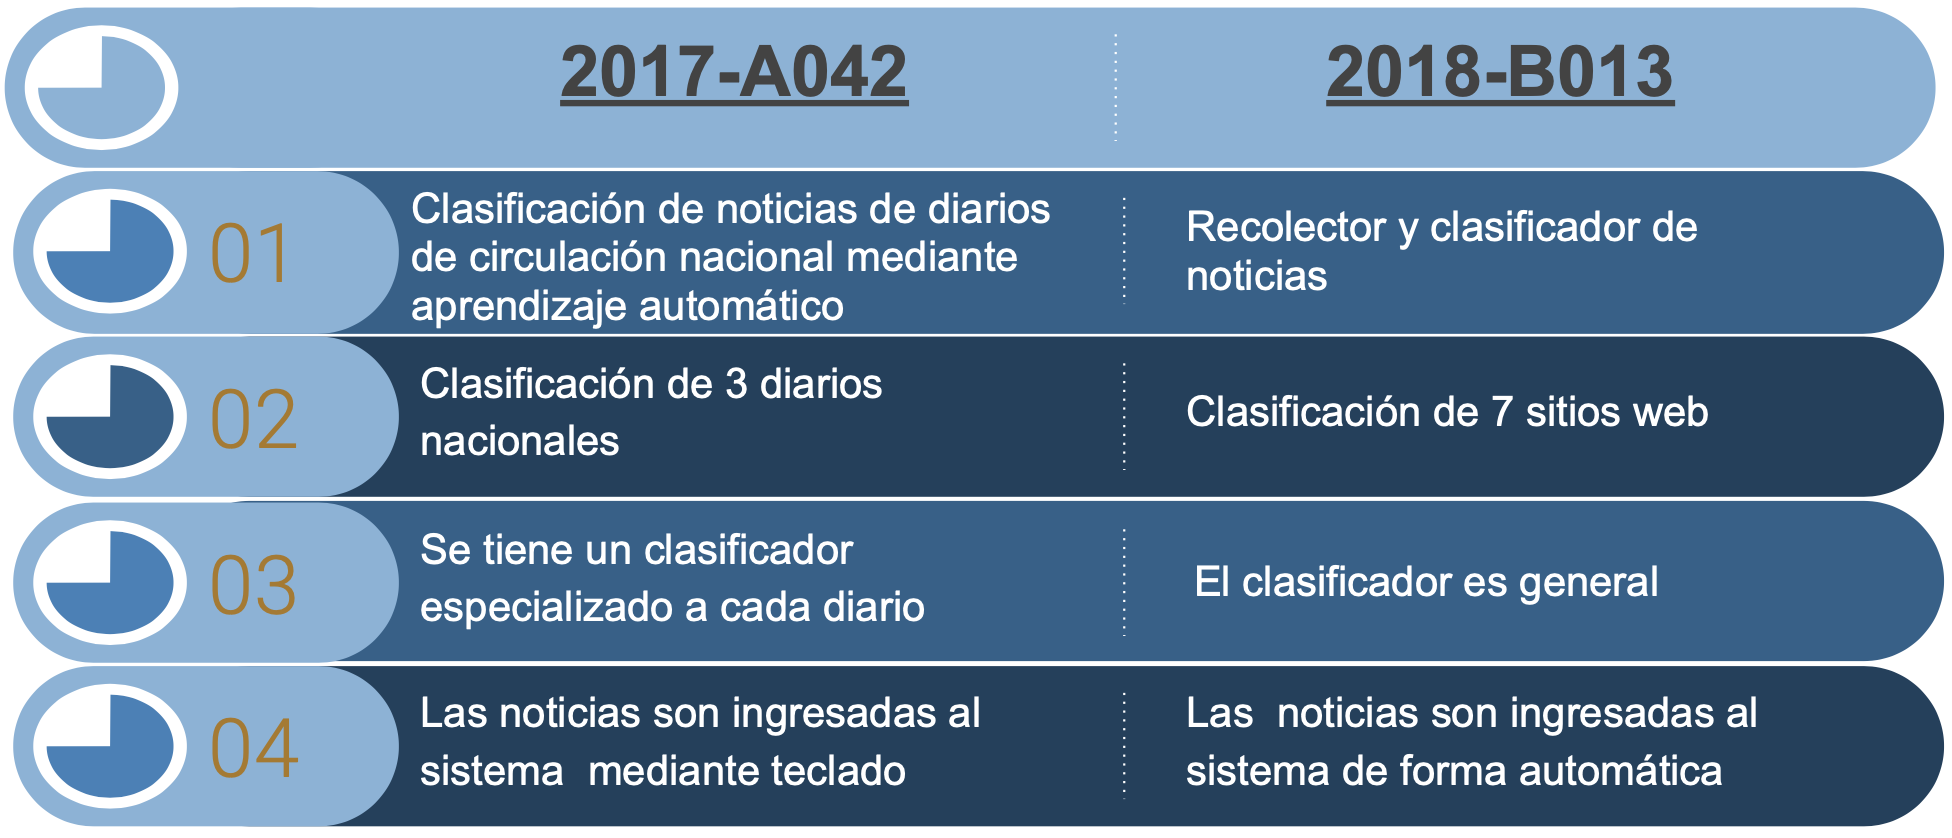 2017-A042
2018-B013
01
Clasificación de noticias de diarios
de circulación nacional mediante
aprendizaje automático
Recolector y clasificador de
noticias
02
Clasificación de 3 diarios
nacionales
Clasificación de 7 sitios web
03
Se tiene un clasificador
especializado a cada diario
El clasificador es general
04
Las noticias son ingresadas al
sistema  mediante teclado
Las  noticias son ingresadas al
sistema de forma automática